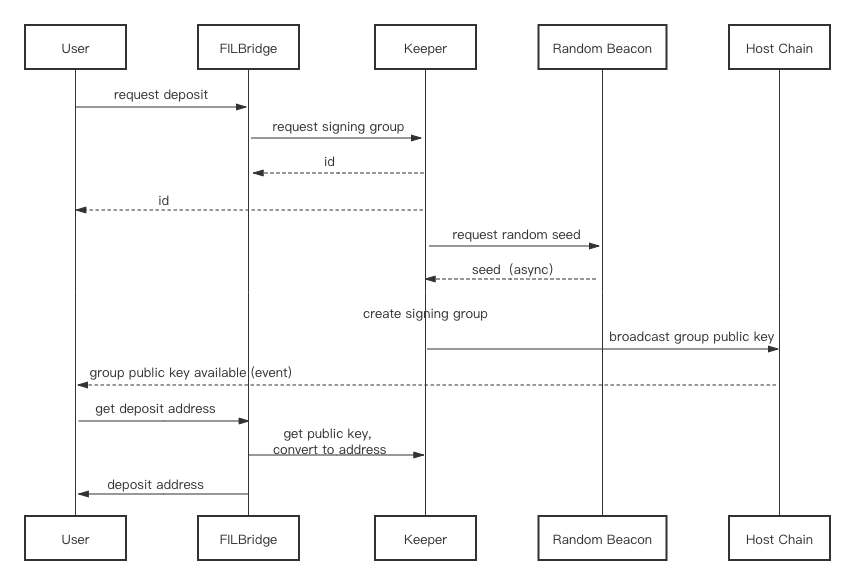 User
FILBridge
Keeper
Random Beacon
Host Chain
request deposit
request signing group
id
id
request random seed
seed (async)
create signing group
broadcast group public key
group public key available (event)
get deposit address
get public key,
convert to address
deposit address
User
FILBridge
Keeper
Random Beacon
Host Chain